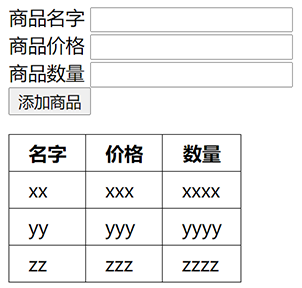 商品名字
商品价格
商品数量
添加商品
名字 价格 数量
xx xxx xxxx
yy yyy yyyy
zz zzz zzzz